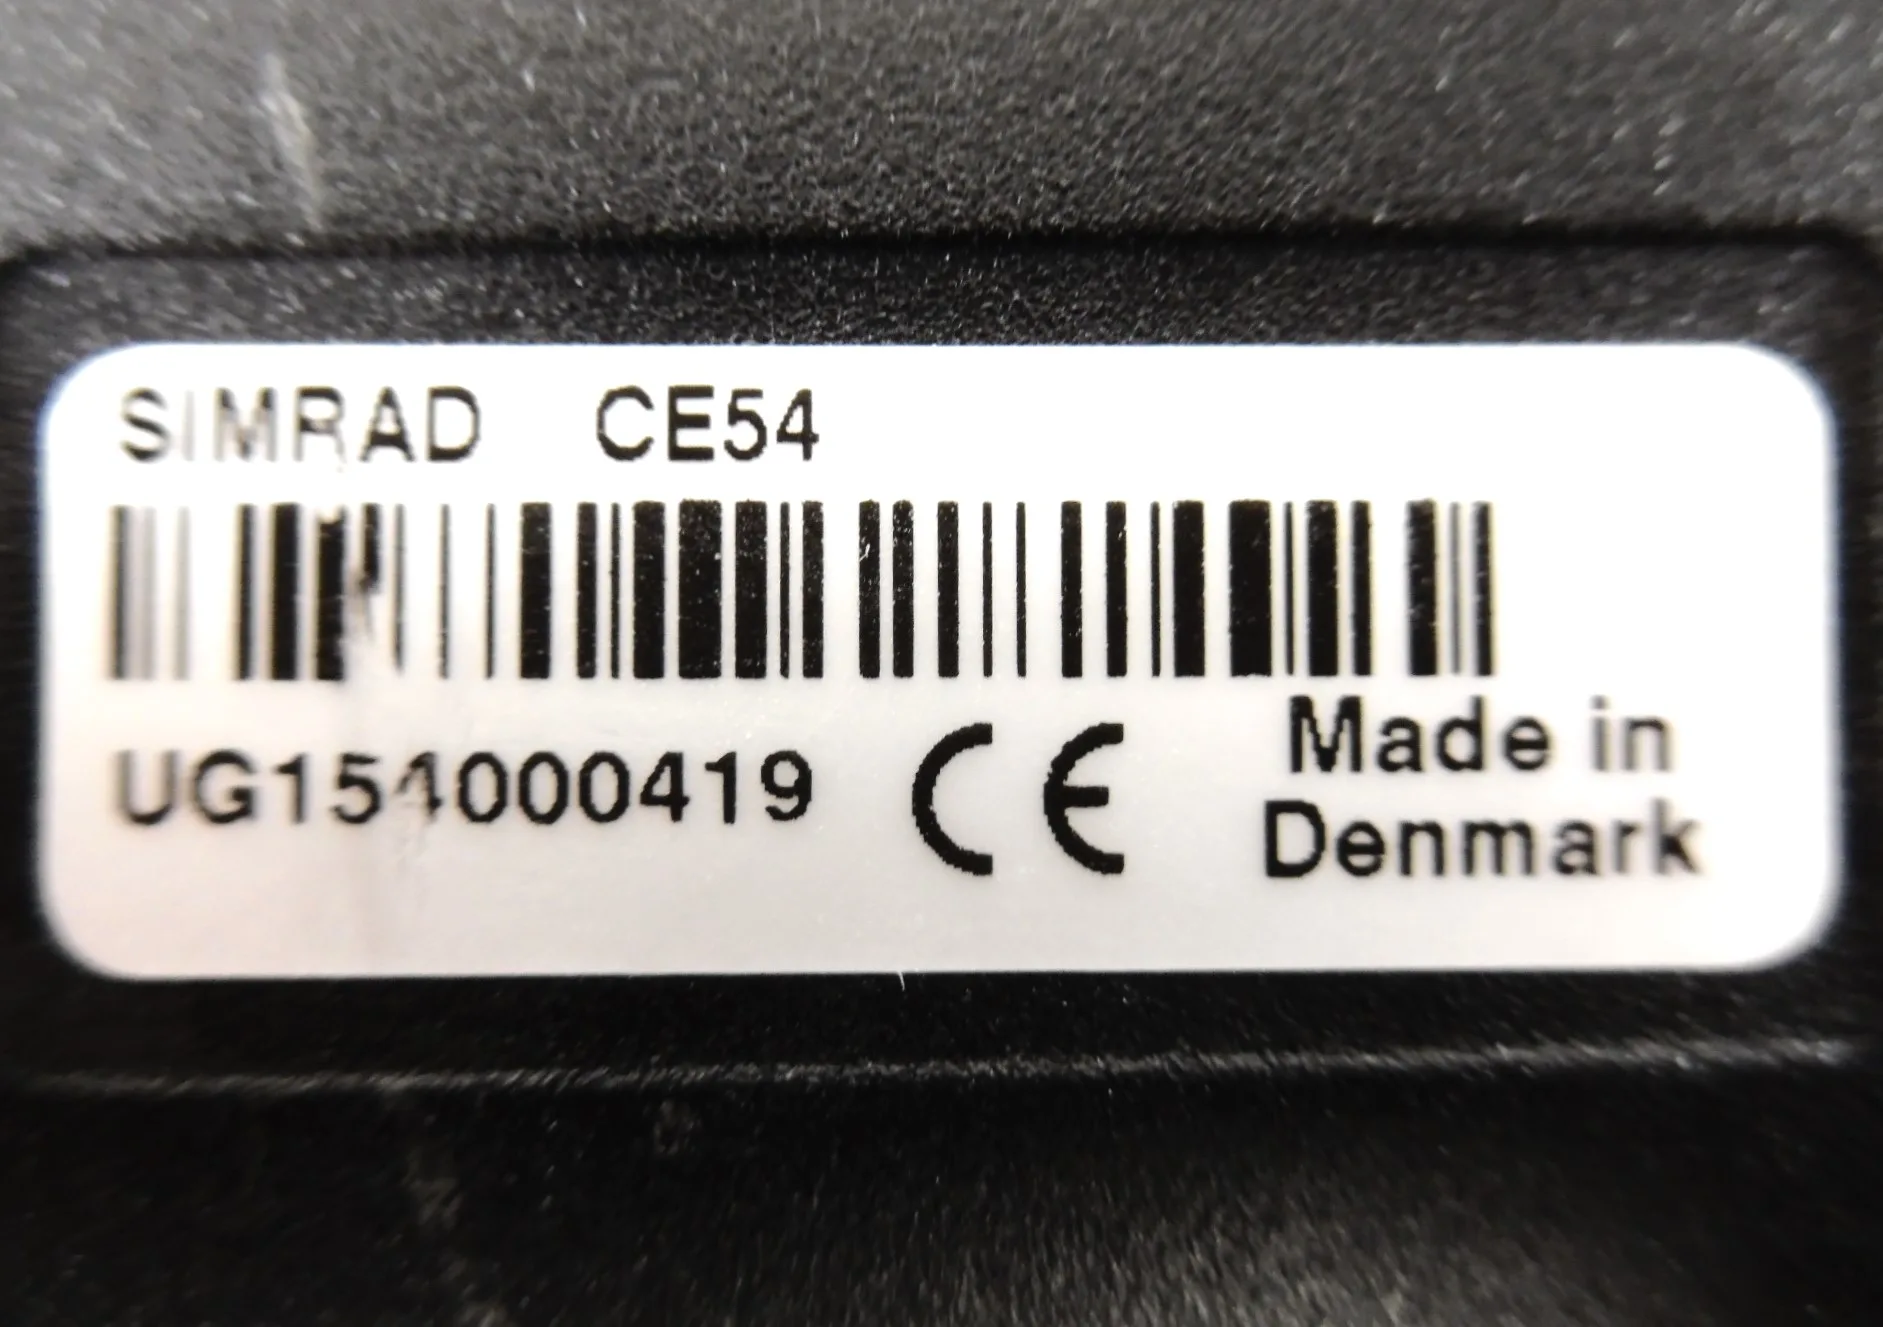 SIMRAD CE54
UG154000419
CE
Made in
Denmark